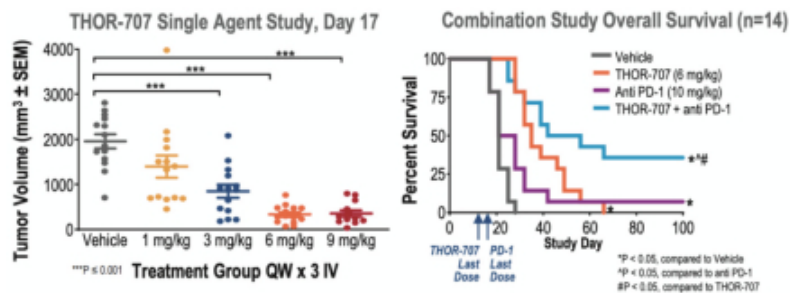 THOR-707 Single Agent Study, Day 17
Tumor Volume (mm³ ± SEM)
4000
3000
2000
1000
0
***
***
***
Vehicle 1 mg/kg 3 mg/kg 6 mg/kg 9 mg/kg
***P ≤ 0.001 Treatment Group QW x 3 IV
Combination Study Overall Survival (n=14)
Percent Survival
100
50
0
Vehicle
THOR-707 (6 mg/kg)
Anti PD-1 (10 mg/kg)
THOR-707 + anti PD-1
*^#
*
*
0 20 40 60 80 100
Study Day
THOR-707 Last Dose
PD-1 Last Dose
*P < 0.05, compared to Vehicle
^P < 0.05, compared to anti PD-1
#P < 0.05, compared to THOR-707